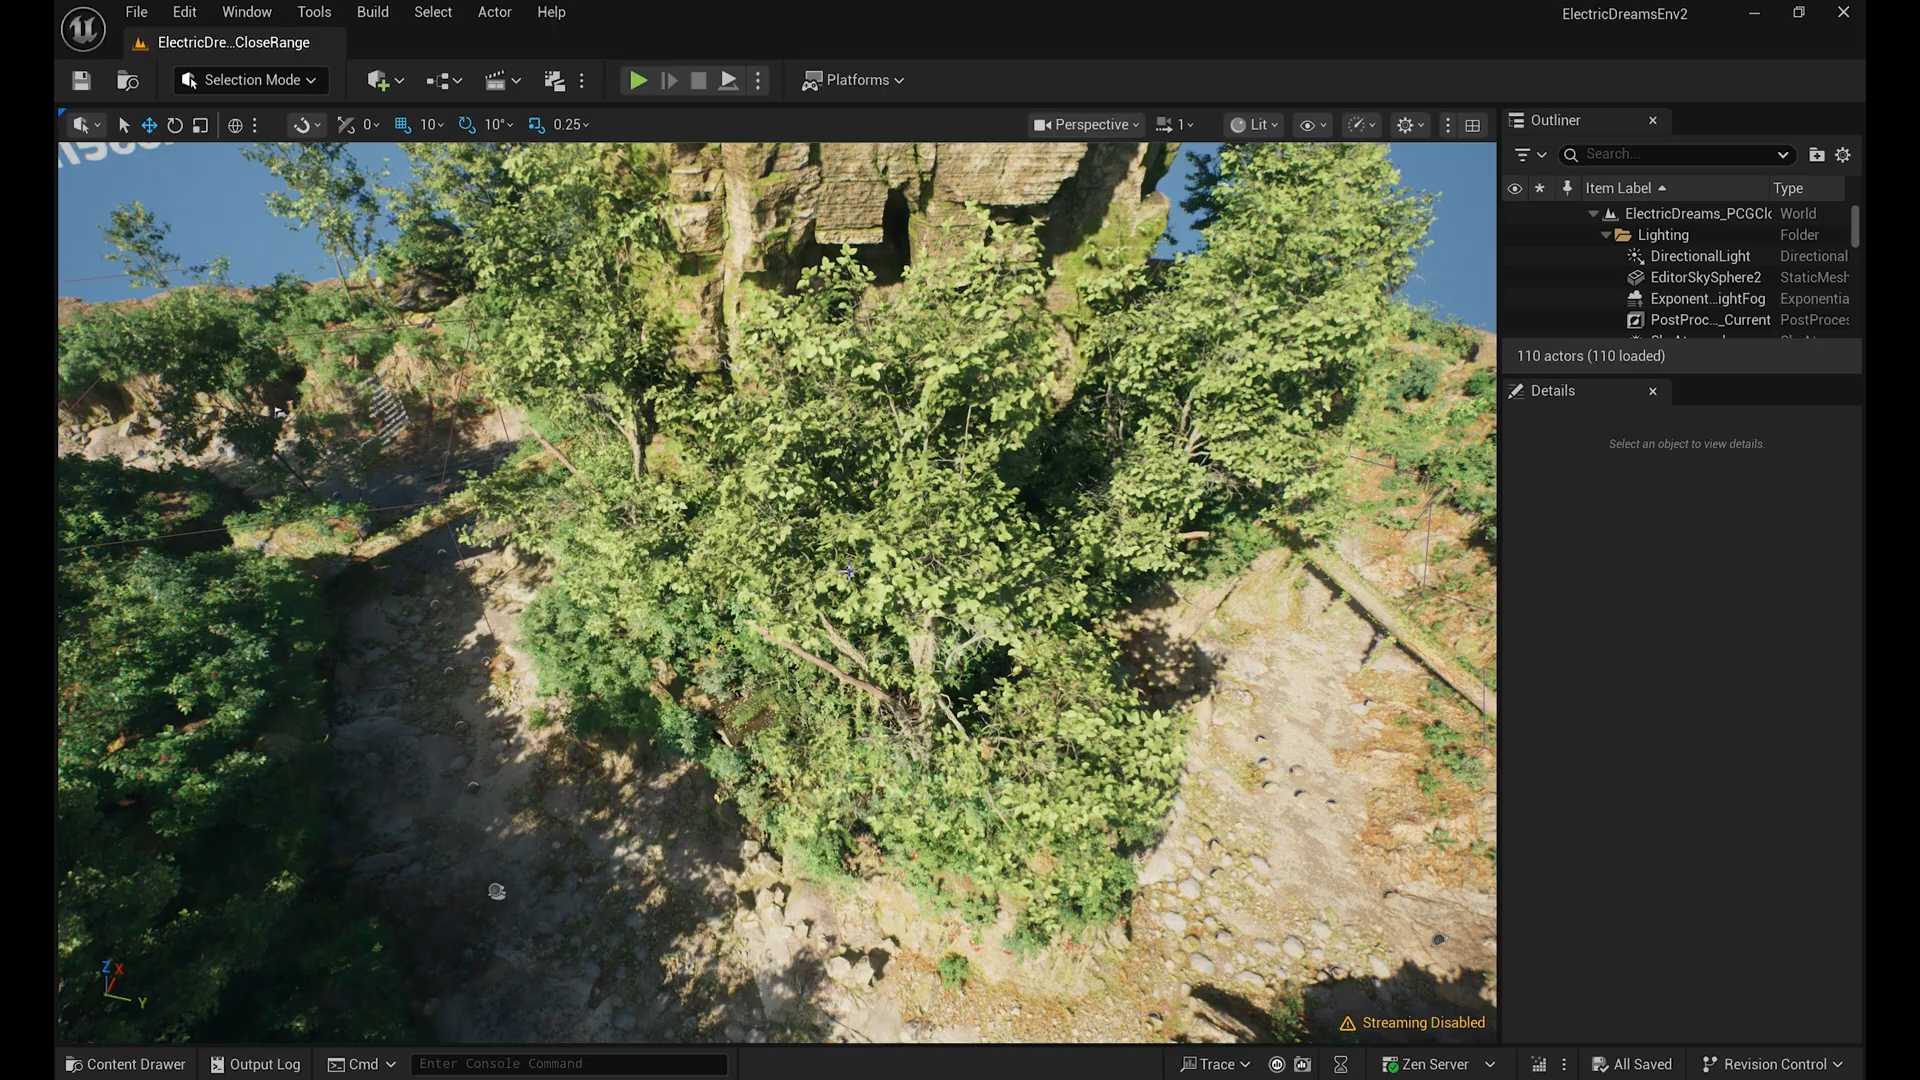 File Edit Window Tools Build Select Actor Help
ElectricDreamsEnv2
ElectricDre...CloseRange
Selection Mode
Platforms
0 10 10° 0.25
Perspective 1 Lit
Outliner
Search...
Item Label Type
ElectricDreams_PCGClc World
Lighting Folder
DirectionalLight Directional
EditorSkySphere2 StaticMesh
Exponent...ightFog Exponentia
PostProc..._Current PostProces
110 actors (110 loaded)
Details
Select an object to view details.
Z X
Y
Streaming Disabled
Content Drawer Output Log Cmd Enter Console Command Trace Zen Server All Saved Revision Control